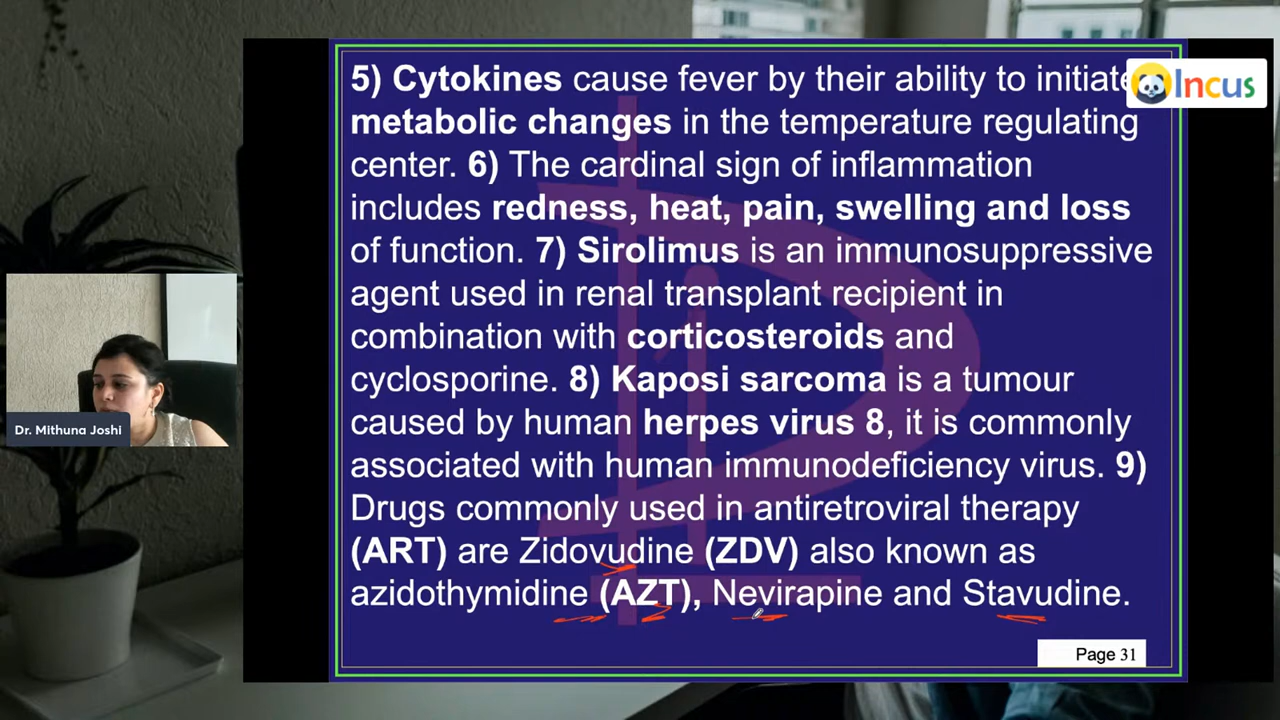 5) Cytokines cause fever by their ability to initiate
metabolic changes in the temperature regulating
center. 6) The cardinal sign of inflammation
includes redness, heat, pain, swelling and loss
of function. 7) Sirolimus is an immunosuppressive
agent used in renal transplant recipient in
combination with corticosteroids and
cyclosporine. 8) Kaposi sarcoma is a tumour
caused by human herpes virus 8, it is commonly
associated with human immunodeficiency virus. 9)
Drugs commonly used in antiretroviral therapy
(ART) are Zidovudine (ZDV) also known as
azidothymidine (AZT), Nevirapine and Stavudine.
Page 31
Incus
Dr. Mithuna Joshi